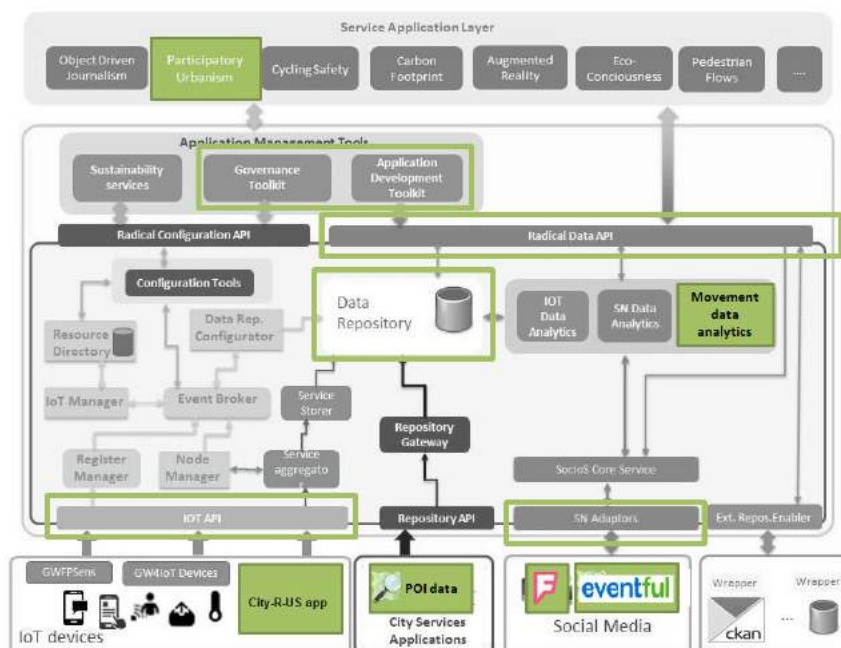 Service Application Layer
Object Driven
Journalism
Participatory
Urbanism
Cycling Safety
Carbon
Footprint
Augmented
Reality
Eco-
Conciousness
Pedestrian
Flows
....
Application Management Tools
Sustainability
services
Governance
Toolkit
Application
Development
Toolkit
Radical Configuration API
Radical Data API
Configuration Tools
Data Rep.
Configurator
Resource
Directory
Data
Repository
IOT
Data
Analytics
SN Data
Analytics
Movement
data
analytics
IoT Manager
Event Broker
Service
Storer
Repository
Gateway
Register
Manager
Node
Manager
Service
aggregato
SocioS Core Service
IOT API
Repository API
SN Adaptors
Ext. Repos.Enabler
GWFPSens
GW4IoT Devices
City-R-US app
IoT devices
POI data
City Services
Applications
eventful
Social Media
Wrapper
Wrapper
ckan
...